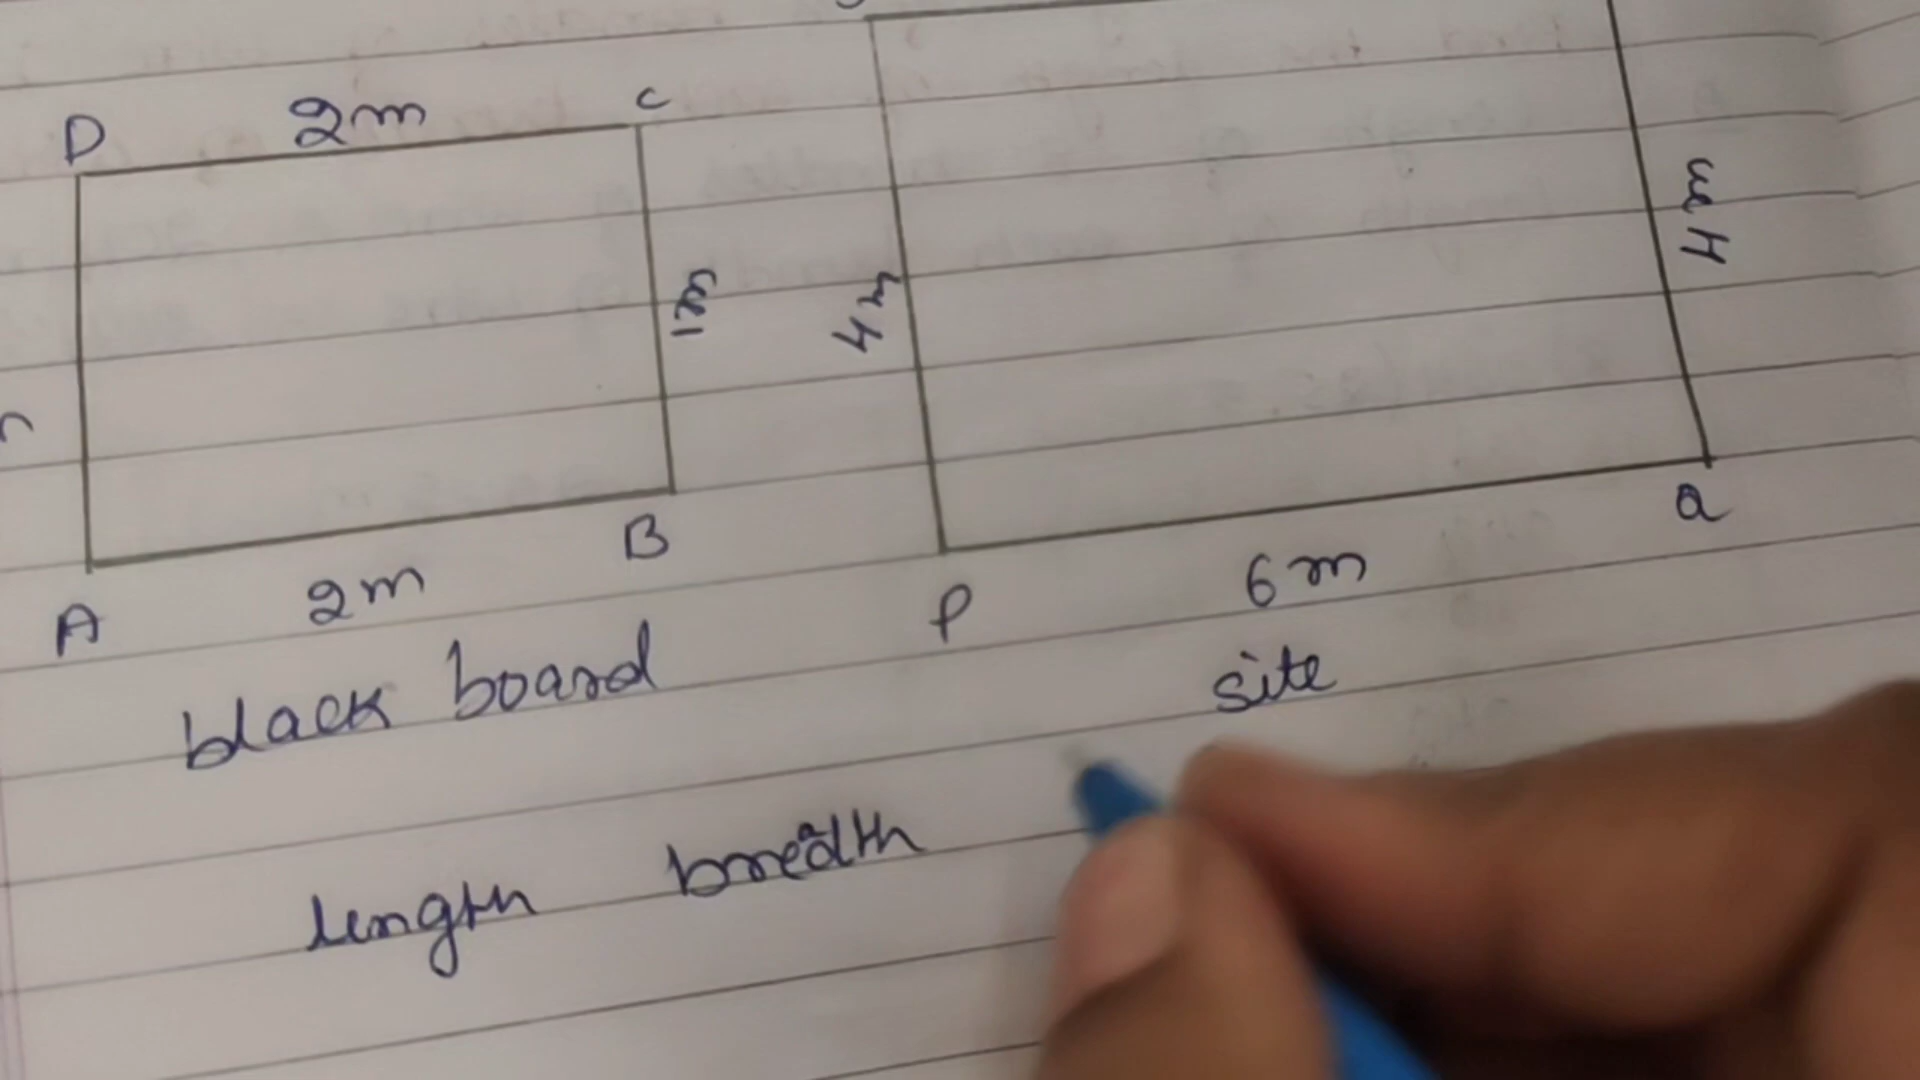 D 2m C
1m 4m 4m
A 2m B P 6m Q
black board site
length breadth